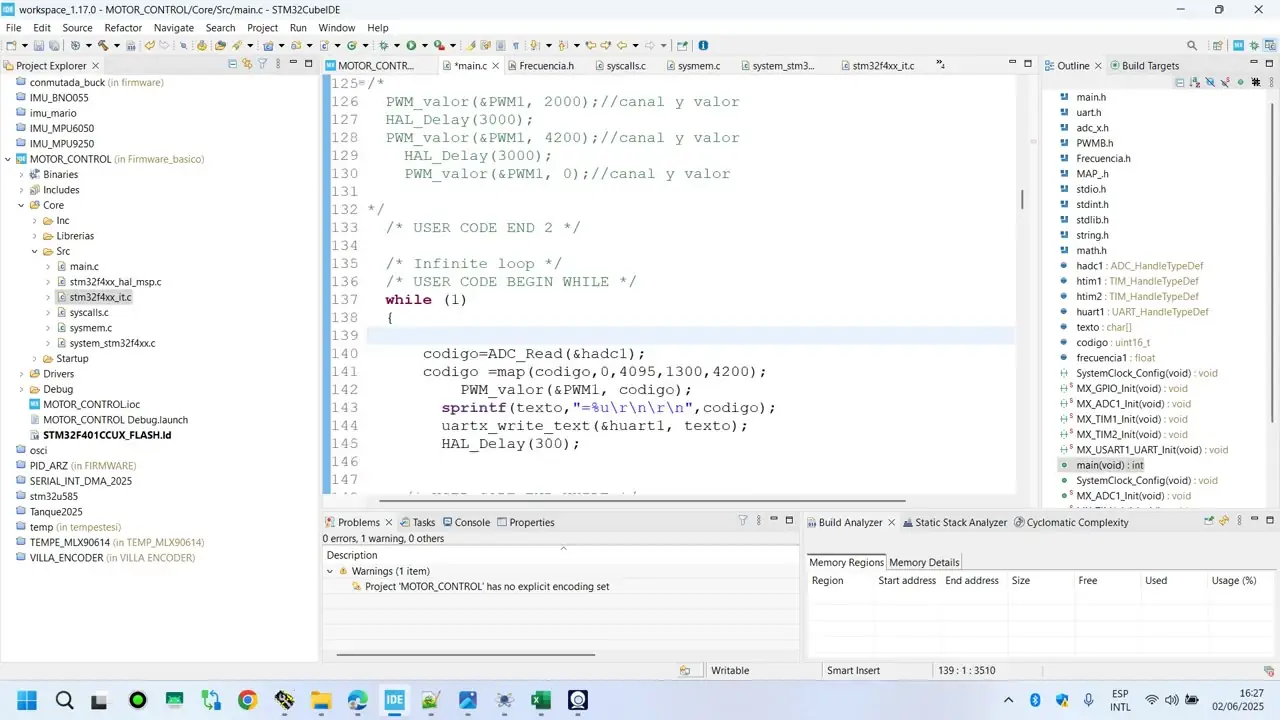 workspace_1.17.0 - MOTOR_CONTROL/Core/Src/main.c - STM32CubeIDE
File Edit Source Refactor Navigate Search Project Run Window Help
Project Explorer
conmutada_buck (in firmware)
IMU_BNO055
imu_mario
IMU_MPU6050
IMU_MPU9250
MOTOR_CONTROL (in Firmware_basico)
Binaries
Includes
Core
Inc
Librerias
Src
main.c
stm32f4xx_hal_msp.c
stm32f4xx_it.c
syscalls.c
sysmem.c
system_stm32f4xx.c
Startup
Drivers
Debug
MOTOR_CONTROL.ioc
MOTOR_CONTROL Debug.launch
STM32F401CCUX_FLASH.ld
osci
PID_ARZ (in FIRMWARE)
SERIAL_INT_DMA_2025
stm32u585
Tanque2025
temp (in tempestesi)
TEMPE_MLX90614 (in TEMP_MLX90614)
VILLA_ENCODER (in VILLA ENCODER)
MOTOR_CONTR... *main.c Frecuencia.h syscalls.c sysmem.c system_stm3... stm32f4xx_it.c
125 /*
126 PWM_valor(&PWM1, 2000);//canal y valor
127 HAL_Delay(3000);
128 PWM_valor(&PWM1, 4200);//canal y valor
129 HAL_Delay(3000);
130 PWM_valor(&PWM1, 0);//canal y valor
131
132 */
133 /* USER CODE END 2 */
134
135 /* Infinite loop */
136 /* USER CODE BEGIN WHILE */
137 while (1)
138 {
139
140 codigo=ADC_Read(&hadc1);
141 codigo =map(codigo,0,4095,1300,4200);
142 PWM_valor(&PWM1, codigo);
143 sprintf(texto,"=%u\r\n\r\n",codigo);
144 uartx_write_text(&huart1, texto);
145 HAL_Delay(300);
146
147
Outline Build Targets
main.h
uart.h
adc_x.h
PWMB.h
Frecuencia.h
MAP_.h
stdio.h
stdint.h
stdlib.h
string.h
math.h
hadc1 : ADC_HandleTypeDef
htim1 : TIM_HandleTypeDef
htim2 : TIM_HandleTypeDef
huart1 : UART_HandleTypeDef
texto : char[]
codigo : uint16_t
frecuencia1 : float
SystemClock_Config(void) : void
MX_GPIO_Init(void) : void
MX_ADC1_Init(void) : void
MX_TIM1_Init(void) : void
MX_TIM2_Init(void) : void
MX_USART1_UART_Init(void) : void
main(void) : int
SystemClock_Config(void) : void
MX_ADC1_Init(void) : void
Problems Tasks Console Properties
0 errors, 1 warning, 0 others
Description
Warnings (1 item)
Project 'MOTOR_CONTROL' has no explicit encoding set
Build Analyzer Static Stack Analyzer Cyclomatic Complexity
Memory Regions Memory Details
Region Start address End address Size Free Used Usage (%)
Writable Smart Insert 139 : 1 : 3510
IDE
ESP
INTL
16:27
02/06/2025